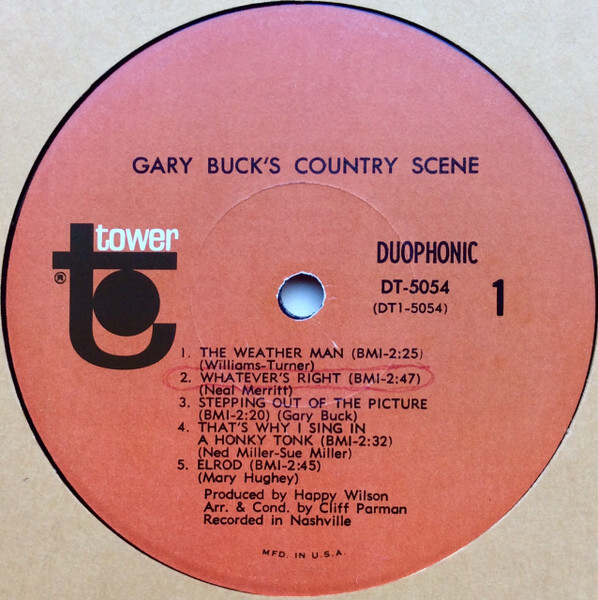 GARY BUCK'S COUNTRY SCENE
tower
®
DUOPHONIC
DT-5054
(DT1-5054)
1
1. THE WEATHER MAN (BMI-2:25)
(Williams-Turner)
2. WHATEVER'S RIGHT (BMI-2:47)
(Neal Merritt)
3. STEPPING OUT OF THE PICTURE
(BMI-2:20) (Gary Buck)
4. THAT'S WHY I SING IN
A HONKY TONK (BMI-2:32)
(Ned Miller-Sue Miller)
5. ELROD (BMI-2:45)
(Mary Hughey)
Produced by Happy Wilson
Arr. & Cond. by Cliff Parman
Recorded in Nashville
MFD. IN U.S.A.